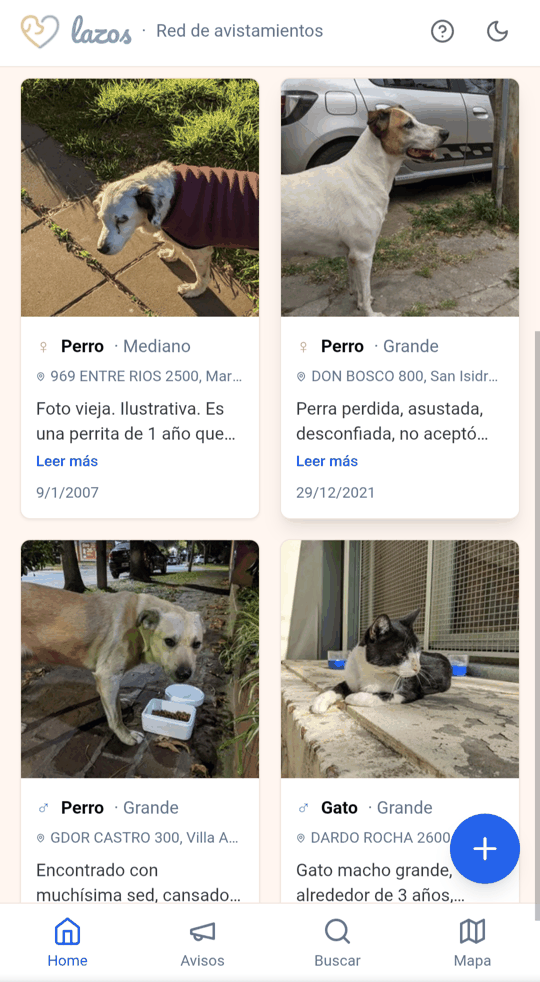 lazos · Red de avistamientos
♀ Perro · Mediano
969 ENTRE RIOS 2500, Mar...
Foto vieja. Ilustrativa. Es
una perrita de 1 año que...
Leer más
9/1/2007
♀ Perro · Grande
DON BOSCO 800, San Isidr...
Perra perdida, asustada,
desconfiada, no aceptó...
Leer más
29/12/2021
♂ Perro · Grande
GDOR CASTRO 300, Villa A...
Encontrado con
muchísima sed, cansado...
♂ Gato · Grande
DARDO ROCHA 2600
Gato macho grande,
alrededor de 3 años,...
Home
Avisos
Buscar
Mapa